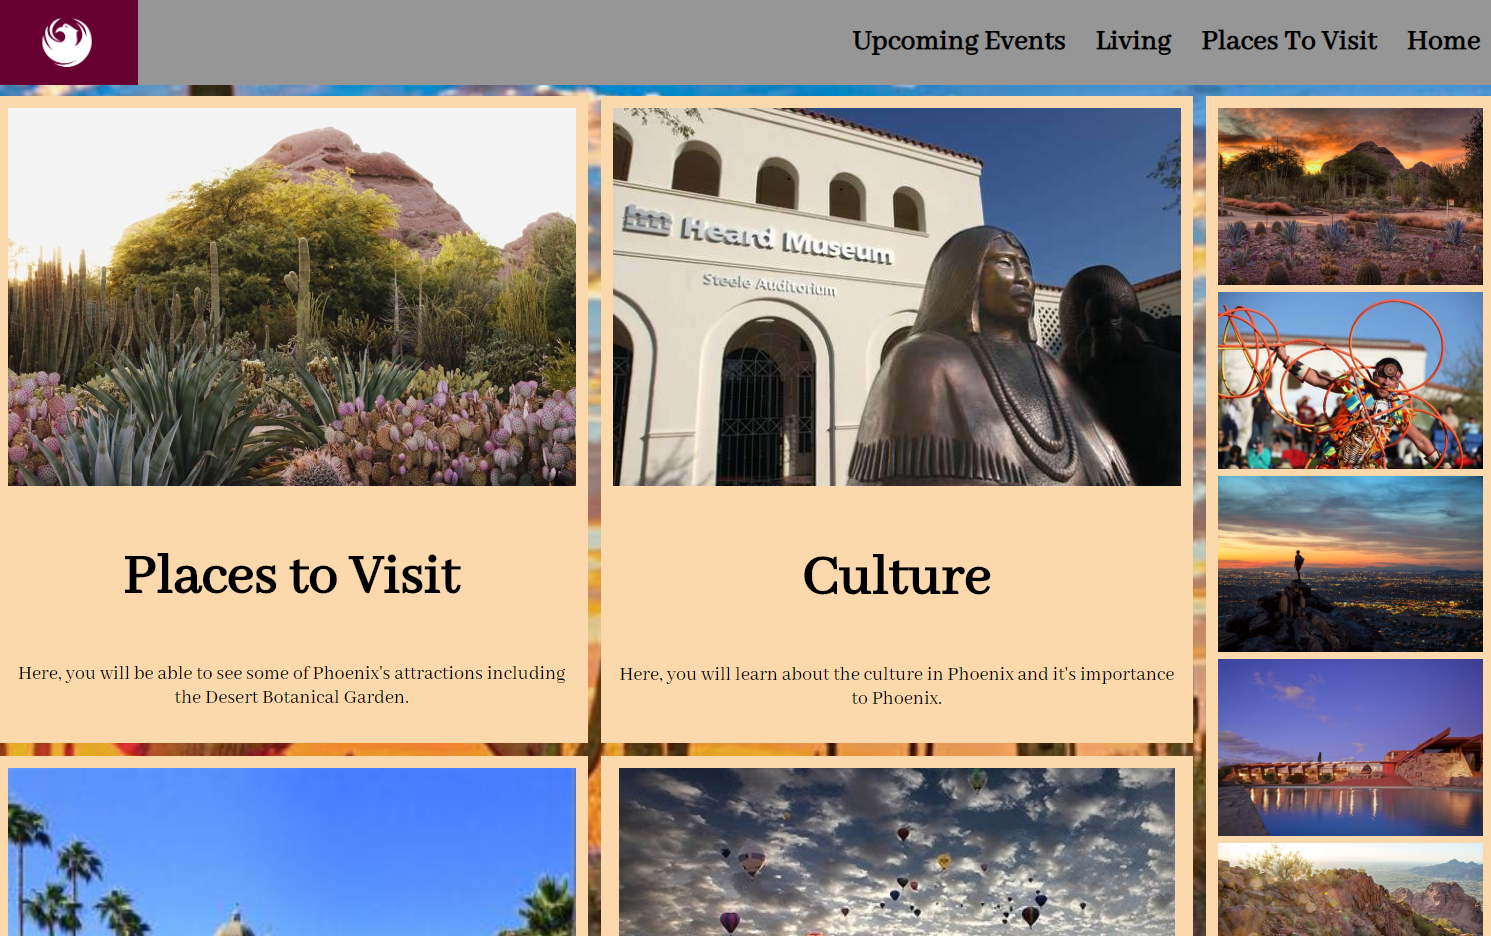 Upcoming Events Living Places To Visit Home
Heard Museum
Steele Auditorium
Places to Visit
Here, you will be able to see some of Phoenix's attractions including
the Desert Botanical Garden.
Culture
Here, you will learn about the culture in Phoenix and it's importance
to Phoenix.